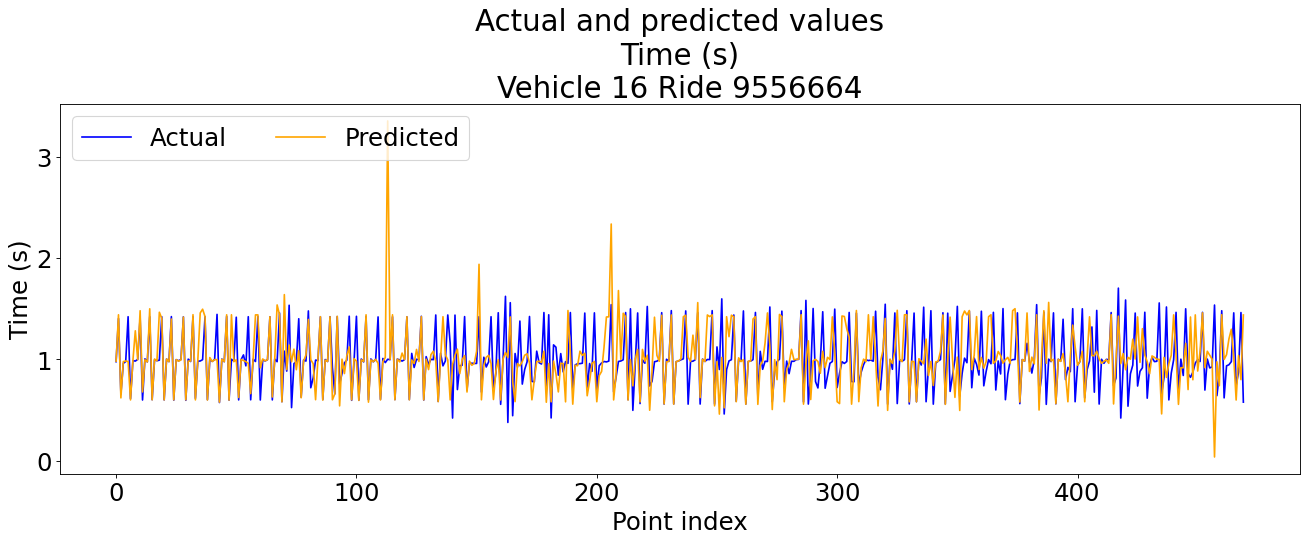 Actual and predicted values
Time (s)
Vehicle 16 Ride 9556664
Actual Predicted
3
2
1
0
Time (s)
0 100 200 300 400
Point index